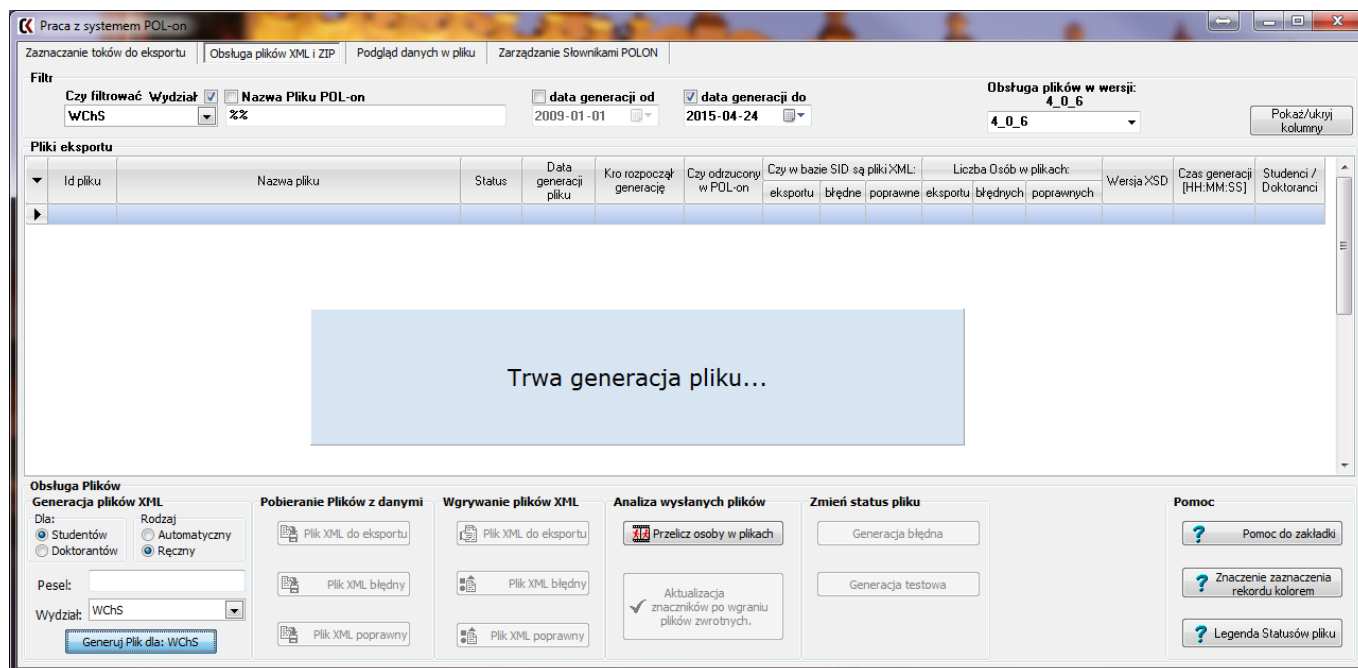 Praca z systemem POL-on
Zaznaczanie toków do eksportu Obsługa plików XML i ZIP Podgląd danych w pliku Zarządzanie Słownikami POLON
Filtr
Czy filtrować Wydział Nazwa Pliku POL-on data generacji od data generacji do
WChS %% 2009-01-01 2015-04-24
Obsługa plików w wersji:
4_0_6
4_0_6
Pokaż/ukryj
kolumny
Pliki eksportu
Id pliku Nazwa pliku Status
Data
generacji
pliku
Kro rozpoczął
generację
Czy odrzucony
w POL-on
Czy w bazie SID są pliki XML:
eksportu błędne poprawne
Liczba Osób w plikach:
eksportu błędnych poprawnych
Wersja XSD
Czas generacji
[HH:MM:SS]
Studenci /
Doktoranci
Trwa generacja pliku...
Obsługa Plików
Generacja plików XML
Dla:
Studentów
Doktorantów
Rodzaj
Automatyczny
Ręczny
Pesel:
Wydział: WChS
Generuj Plik dla: WChS
Pobieranie Plików z danymi
Plik XML do eksportu
Plik XML błędny
Plik XML poprawny
Wgrywanie plików XML
Plik XML do eksportu
Plik XML błędny
Plik XML poprawny
Analiza wysłanych plików
Przelicz osoby w plikach
Aktualizacja
znaczników po wgraniu
plików zwrotnych.
Zmień status pliku
Generacja błędna
Generacja testowa
Pomoc
Pomoc do zakładki
Znaczenie zaznaczenia
rekordu kolorem
Legenda Statusów pliku